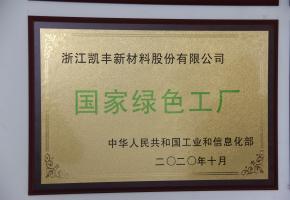 浙江凯丰新材料股份有限公司
国家绿色工厂
中华人民共和国工业和信息化部
二〇二〇年十月